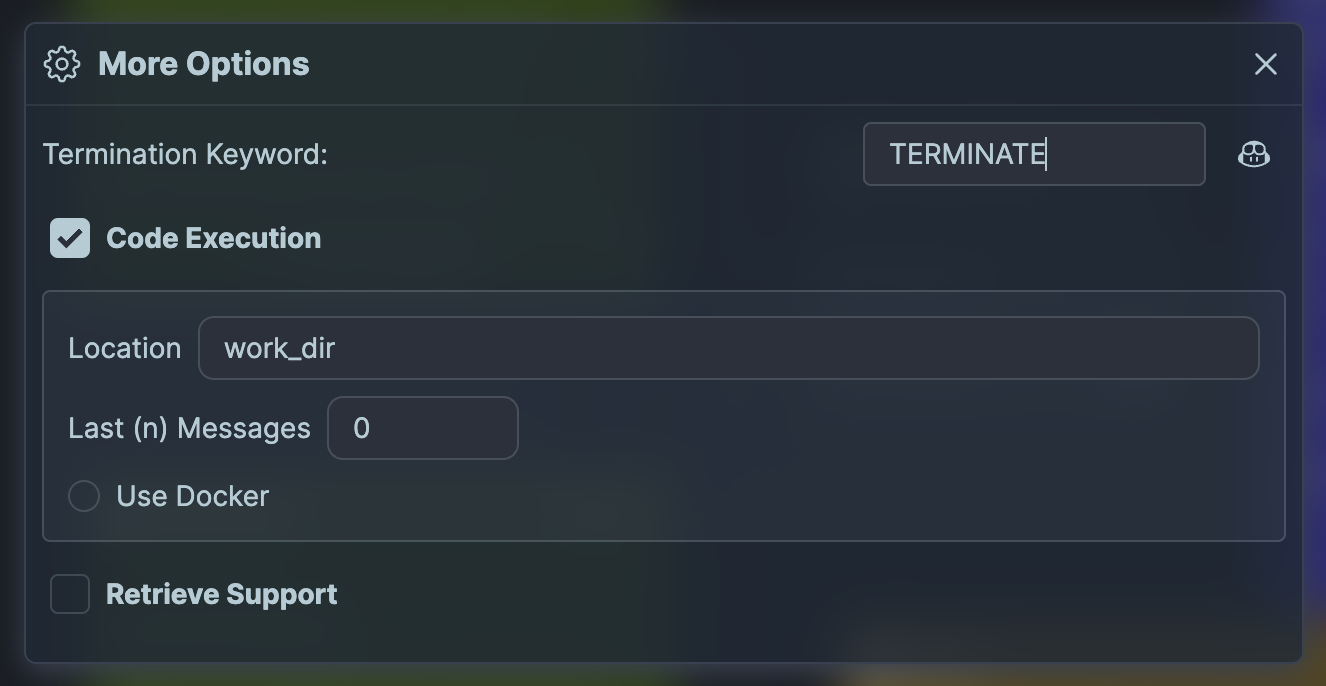 More Options
Termination Keyword: TERMINATE
Code Execution
Location work_dir
Last (n) Messages 0
Use Docker
Retrieve Support